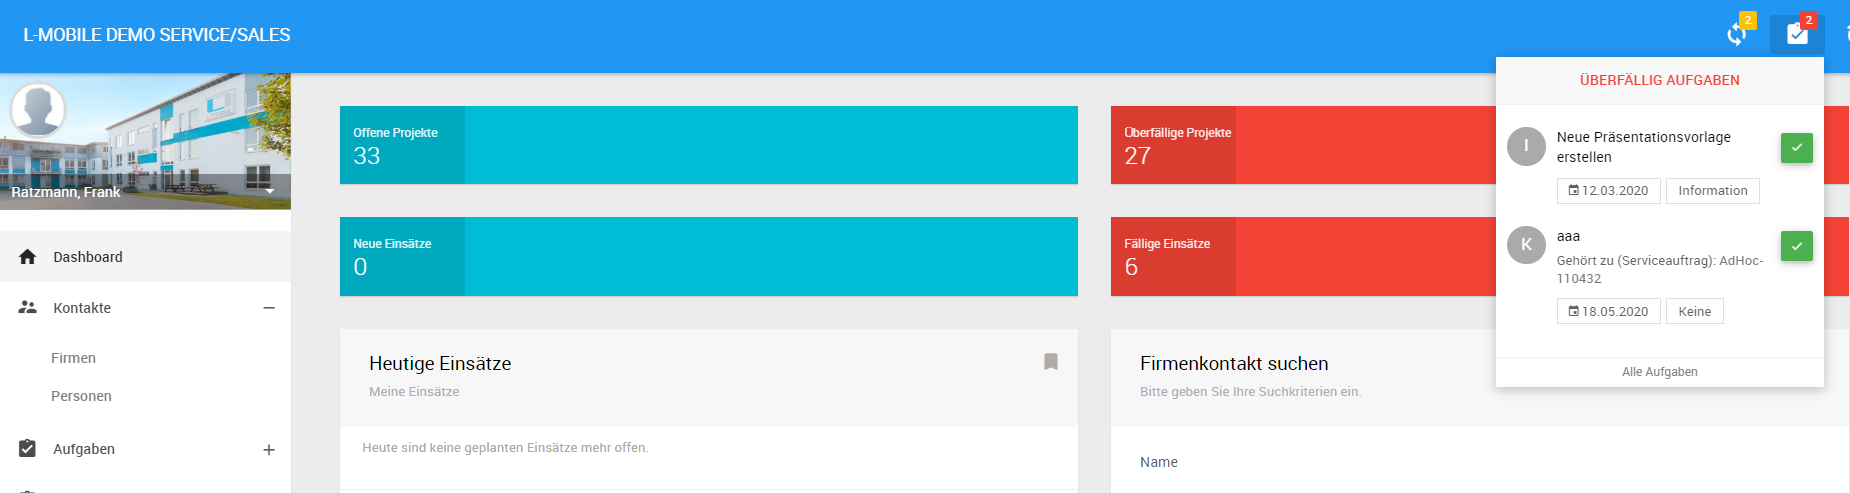 L-MOBILE DEMO SERVICE/SALES
2
2
Ratzmann, Frank
Dashboard
Kontakte
Firmen
Personen
Aufgaben
Offene Projekte
33
Überfällige Projekte
27
Neue Einsätze
0
Fällige Einsätze
6
Heutige Einsätze
Meine Einsätze
Heute sind keine geplanten Einsätze mehr offen.
Firmenkontakt suchen
Bitte geben Sie Ihre Suchkriterien ein.
Name
ÜBERFÄLLIG AUFGABEN
I
Neue Präsentationsvorlage
erstellen
12.03.2020 Information
K
aaa
Gehört zu (Serviceauftrag): AdHoc-
110432
18.05.2020 Keine
Alle Aufgaben